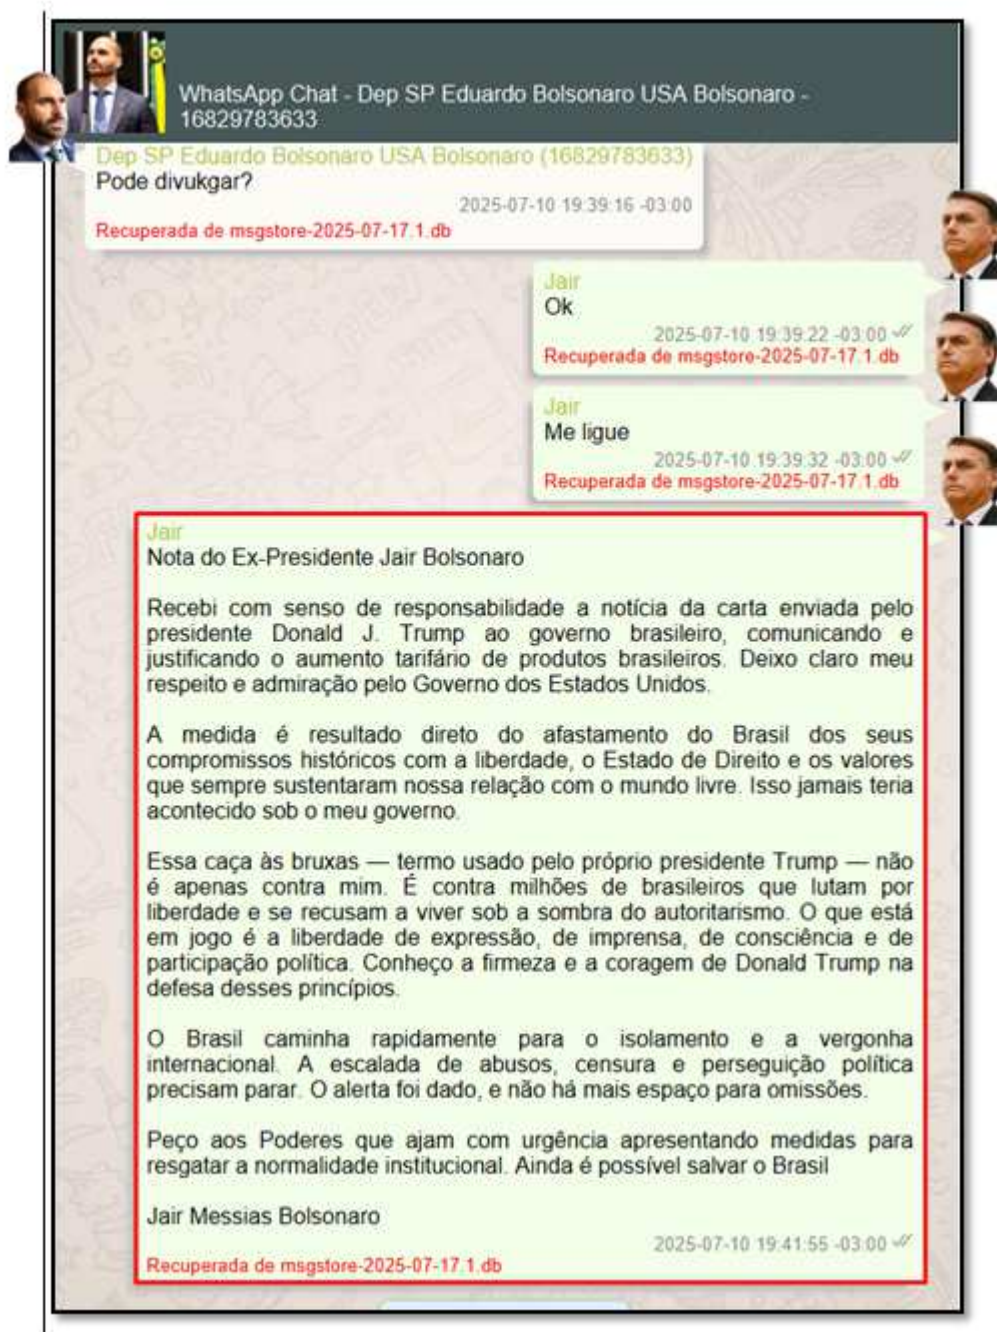 WhatsApp Chat - Dep SP Eduardo Bolsonaro USA Bolsonaro -
16829783633
Dep SP Eduardo Bolsonaro USA Bolsonaro (16829783633)
Pode divukgar?
2025-07-10 19:39:16 -03:00
Recuperada de msgstore-2025-07-17.1.db
Jair
Ok
2025-07-10 19:39:22 -03:00
Recuperada de msgstore-2025-07-17.1.db
Jair
Me ligue
2025-07-10 19:39:32 -03:00
Recuperada de msgstore-2025-07-17.1.db
Jair
Nota do Ex-Presidente Jair Bolsonaro
Recebi com senso de responsabilidade a notícia da carta enviada pelo
presidente Donald J. Trump ao governo brasileiro, comunicando e
justificando o aumento tarifário de produtos brasileiros. Deixo claro meu
respeito e admiração pelo Governo dos Estados Unidos.
A medida é resultado direto do afastamento do Brasil dos seus
compromissos históricos com a liberdade, o Estado de Direito e os valores
que sempre sustentaram nossa relação com o mundo livre. Isso jamais teria
acontecido sob o meu governo.
Essa caça às bruxas — termo usado pelo próprio presidente Trump — não
é apenas contra mim. É contra milhões de brasileiros que lutam por
liberdade e se recusam a viver sob a sombra do autoritarismo. O que está
em jogo é a liberdade de expressão, de imprensa, de consciência e de
participação política. Conheço a firmeza e a coragem de Donald Trump na
defesa desses princípios.
O Brasil caminha rapidamente para o isolamento e a vergonha
internacional. A escalada de abusos, censura e perseguição política
precisam parar. O alerta foi dado, e não há mais espaço para omissões.
Peço aos Poderes que ajam com urgência apresentando medidas para
resgatar a normalidade institucional. Ainda é possível salvar o Brasil
Jair Messias Bolsonaro
2025-07-10 19:41:55 -03:00
Recuperada de msgstore-2025-07-17.1.db